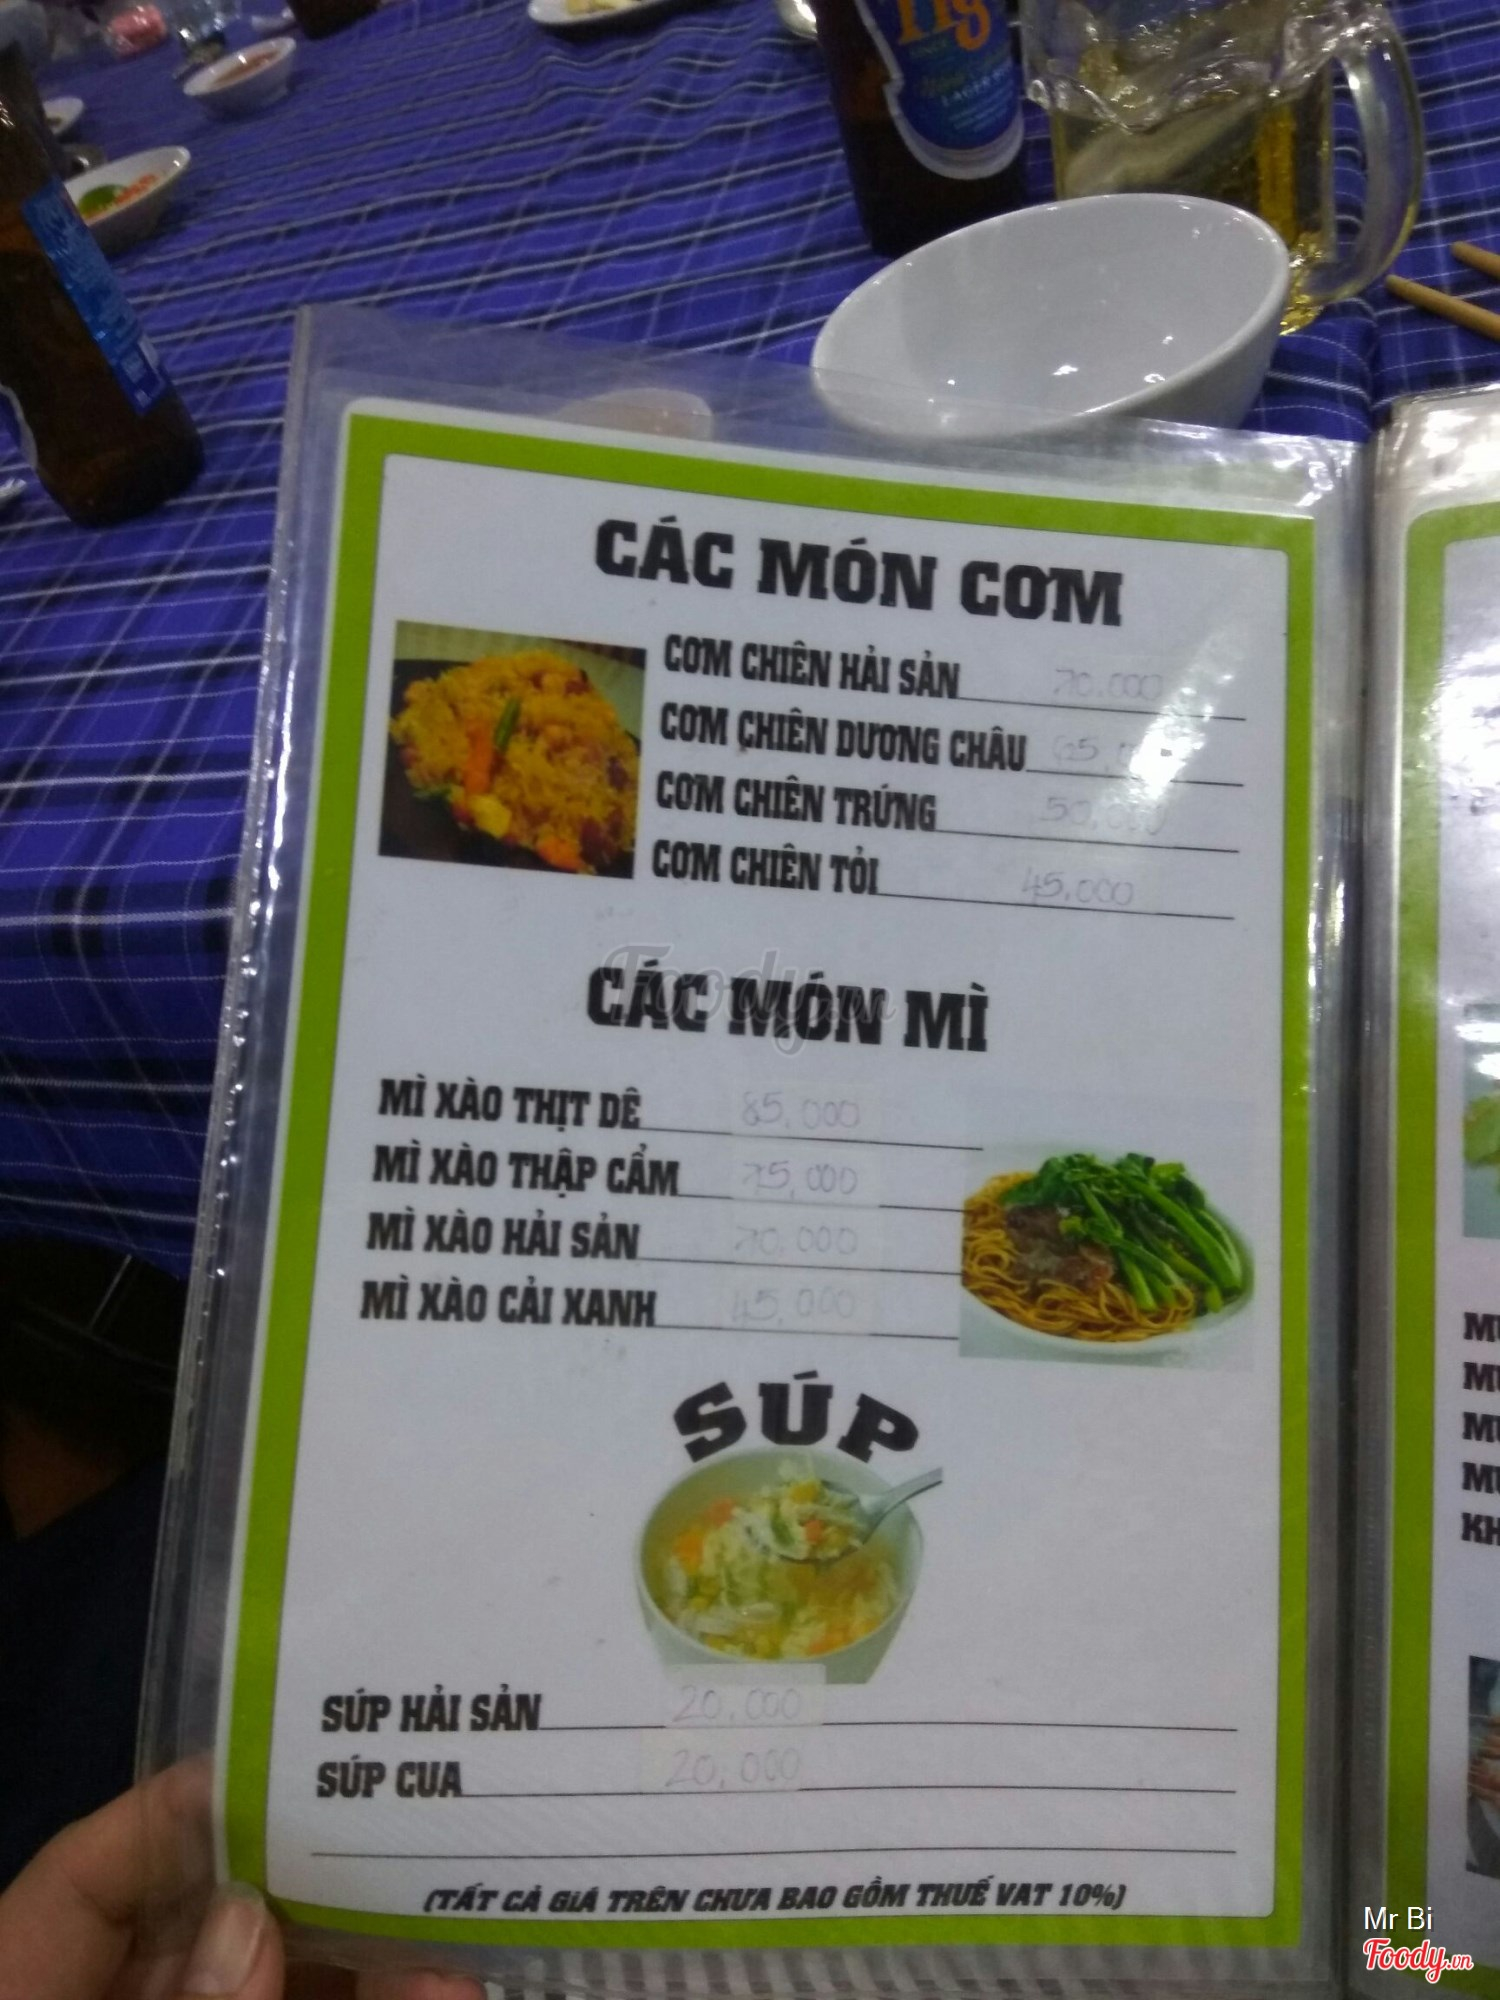 LAGER
CÁC MÓN CƠM
CƠM CHIÊN HẢI SẢN 70.000
CƠM CHIÊN DƯƠNG CHÂU
CƠM CHIÊN TRỨNG 50,000
CƠM CHIÊN TỎI 45.000
Foody.vn
CÁC MÓN MÌ
MÌ XÀO THỊT DÊ 85,000
MÌ XÀO THẬP CẨM 75,000
MÌ XÀO HẢI SẢN 70,000
MÌ XÀO CẢI XANH 45,000
SÚP
SÚP HẢI SẢN 20,000
SÚP CUA 20,000
(TẤT CẢ GIÁ TRÊN CHƯA BAO GỒM THUẾ VAT 10%)
Mr Bi
Foody.vn